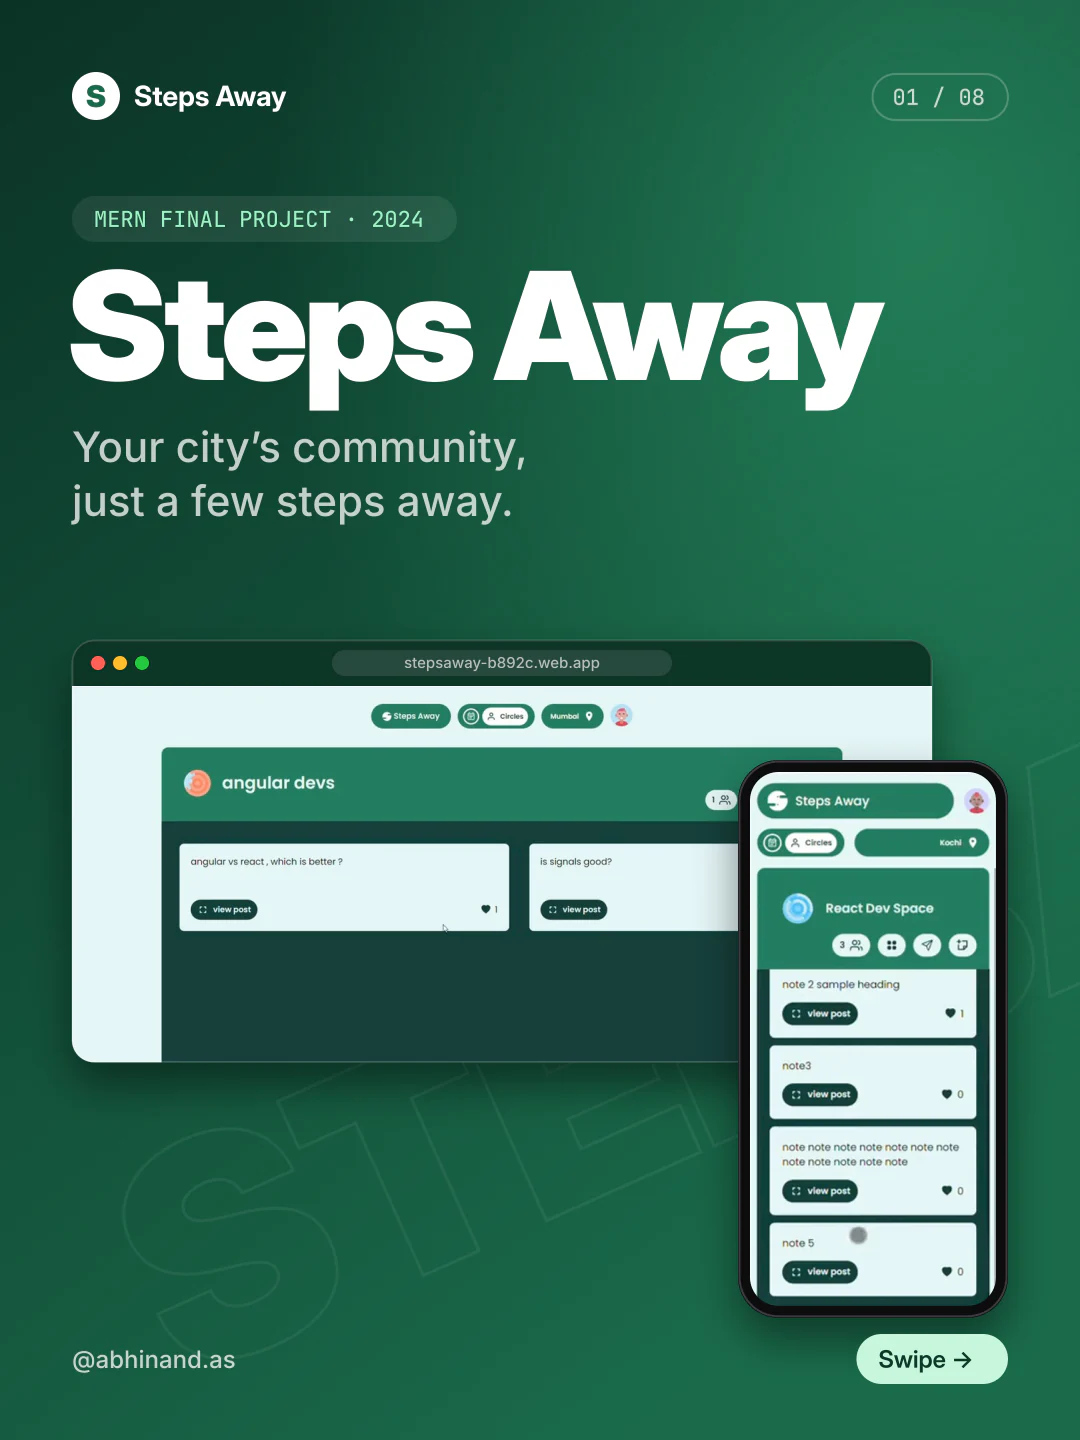 S Steps Away
01 / 08
MERN FINAL PROJECT · 2024
Steps Away
Your city’s community,
just a few steps away.
stepsaway-b892c.web.app
Steps Away
Circles
Mumbai
angular devs
1
angular vs react , which is better ?
view post
1
is signals good?
view post
Steps Away
Circles
Kochi
React Dev Space
3
note 2 sample heading
view post
1
note3
view post
0
note note note note note note note
note note note note note
view post
0
note 5
view post
0
STE
@abhinand.as
Swipe →